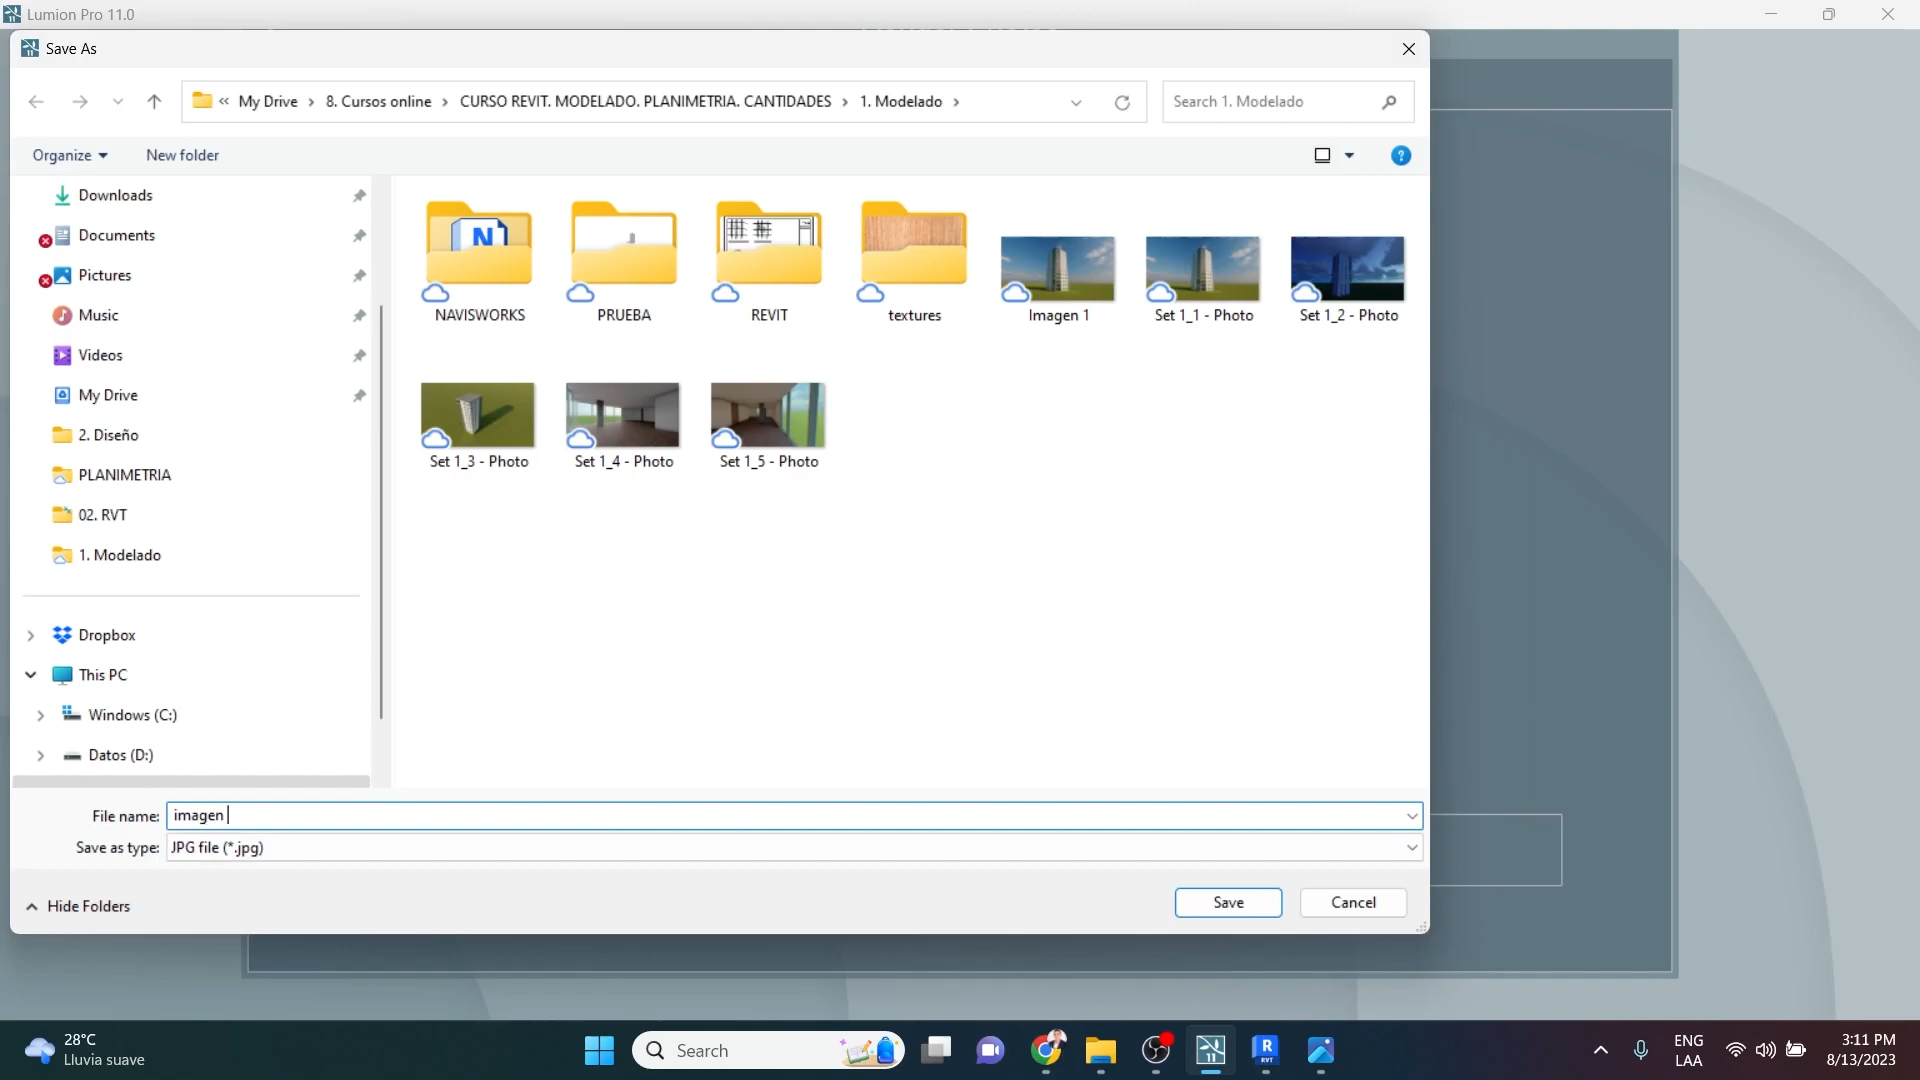 Lumion Pro 11.0
Save As
« My Drive › 8. Cursos online › CURSO REVIT. MODELADO. PLANIMETRIA. CANTIDADES › 1. Modelado ›
Search 1. Modelado
Organize
New folder
Downloads
Documents
Pictures
Music
Videos
My Drive
2. Diseño
PLANIMETRIA
02. RVT
1. Modelado
Dropbox
This PC
Windows (C:)
Datos (D:)
NAVISWORKS
PRUEBA
REVIT
textures
Imagen 1
Set 1_1 - Photo
Set 1_2 - Photo
Set 1_3 - Photo
Set 1_4 - Photo
Set 1_5 - Photo
File name: imagen
Save as type: JPG file (*.jpg)
Hide Folders
Save
Cancel
28°C
Lluvia suave
Search
ENG
LAA
3:11 PM
8/13/2023